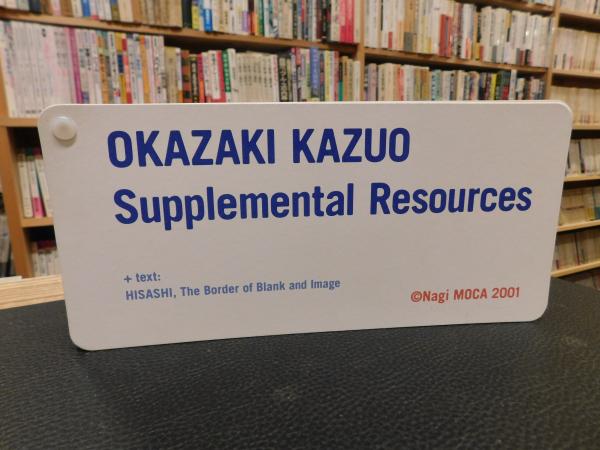 OKAZAKI KAZUO
Supplemental Resources
+ text:
HISASHI, The Border of Blank and Image
©Nagi MOCA 2001